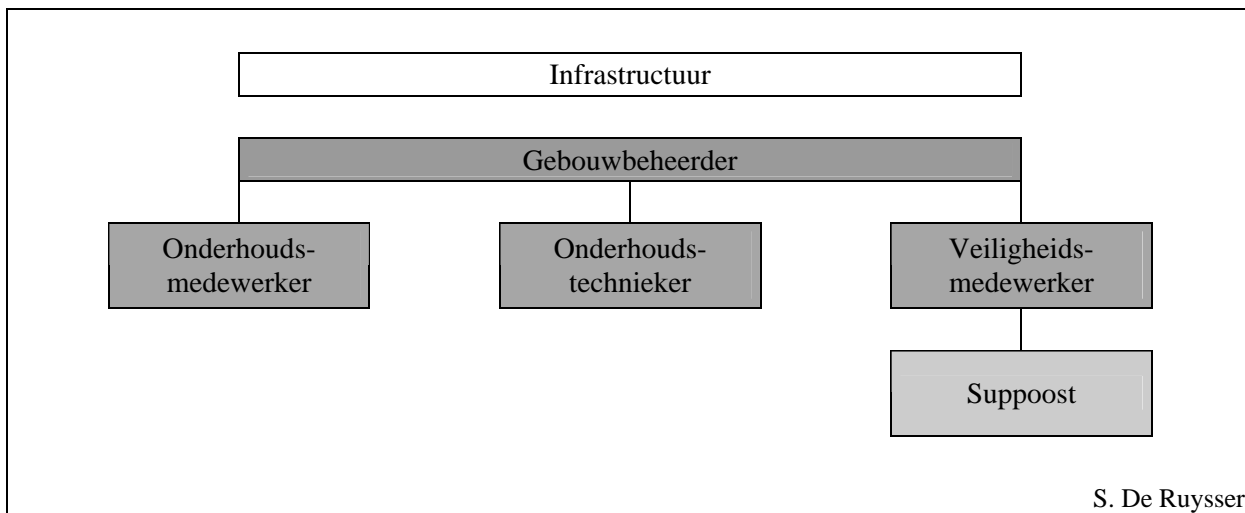 Infrastructuur
Gebouwbeheerder
Onderhouds-
medewerker
Onderhouds-
technieker
Veiligheids-
medewerker
Suppoost
S. De Ruysser